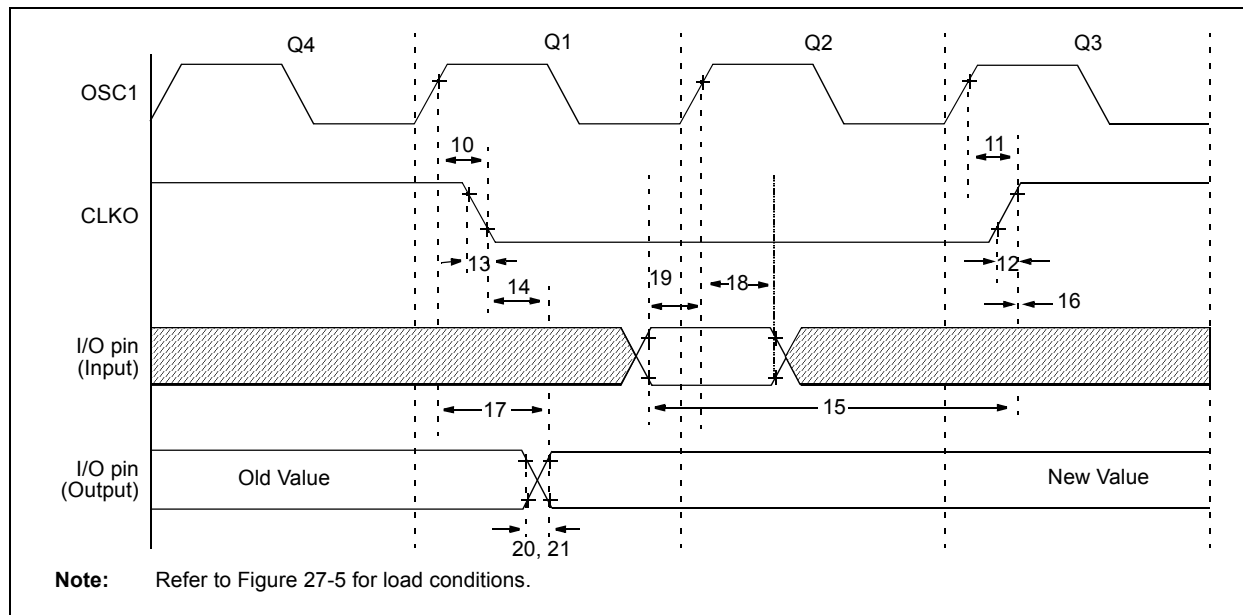 Q4
Q1
Q2
Q3
OSC1
10
11
CLKO
13
12
14
19
18
16
I/O pin
(Input)
17
15
I/O pin
(Output)
Old Value
New Value
20, 21
Note: Refer to Figure 27-5 for load conditions.